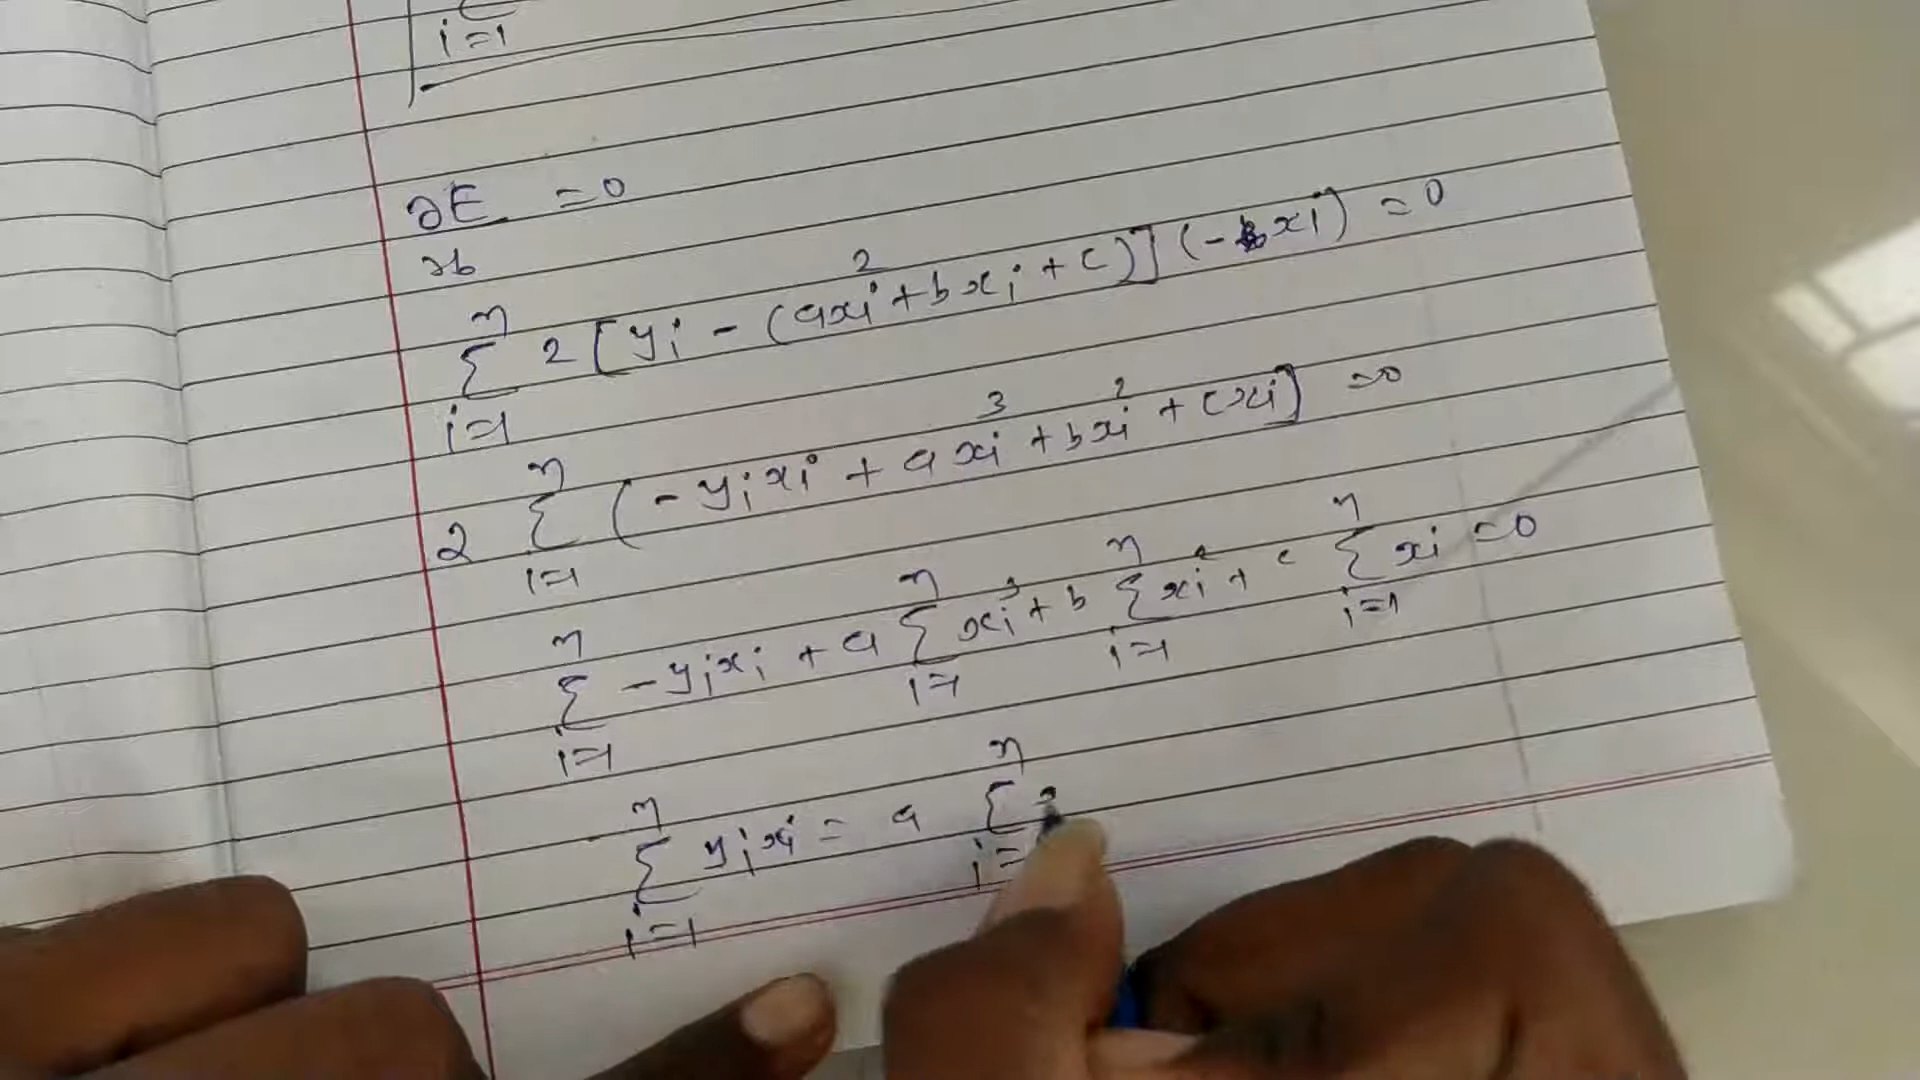 i=1
∂E/∂b = 0
n∑i=1 2 [yi - (axi² + bxi + c)] (-xi) = 0
2 n∑i=1 (-yixi + axi³ + bxi² + cxi] = 0
n∑i=1 -yixi + a n∑i=1 xi³ + b n∑i=1 xi² + c n∑i=1 xi = 0
n∑i=1 yixi = a n∑i=